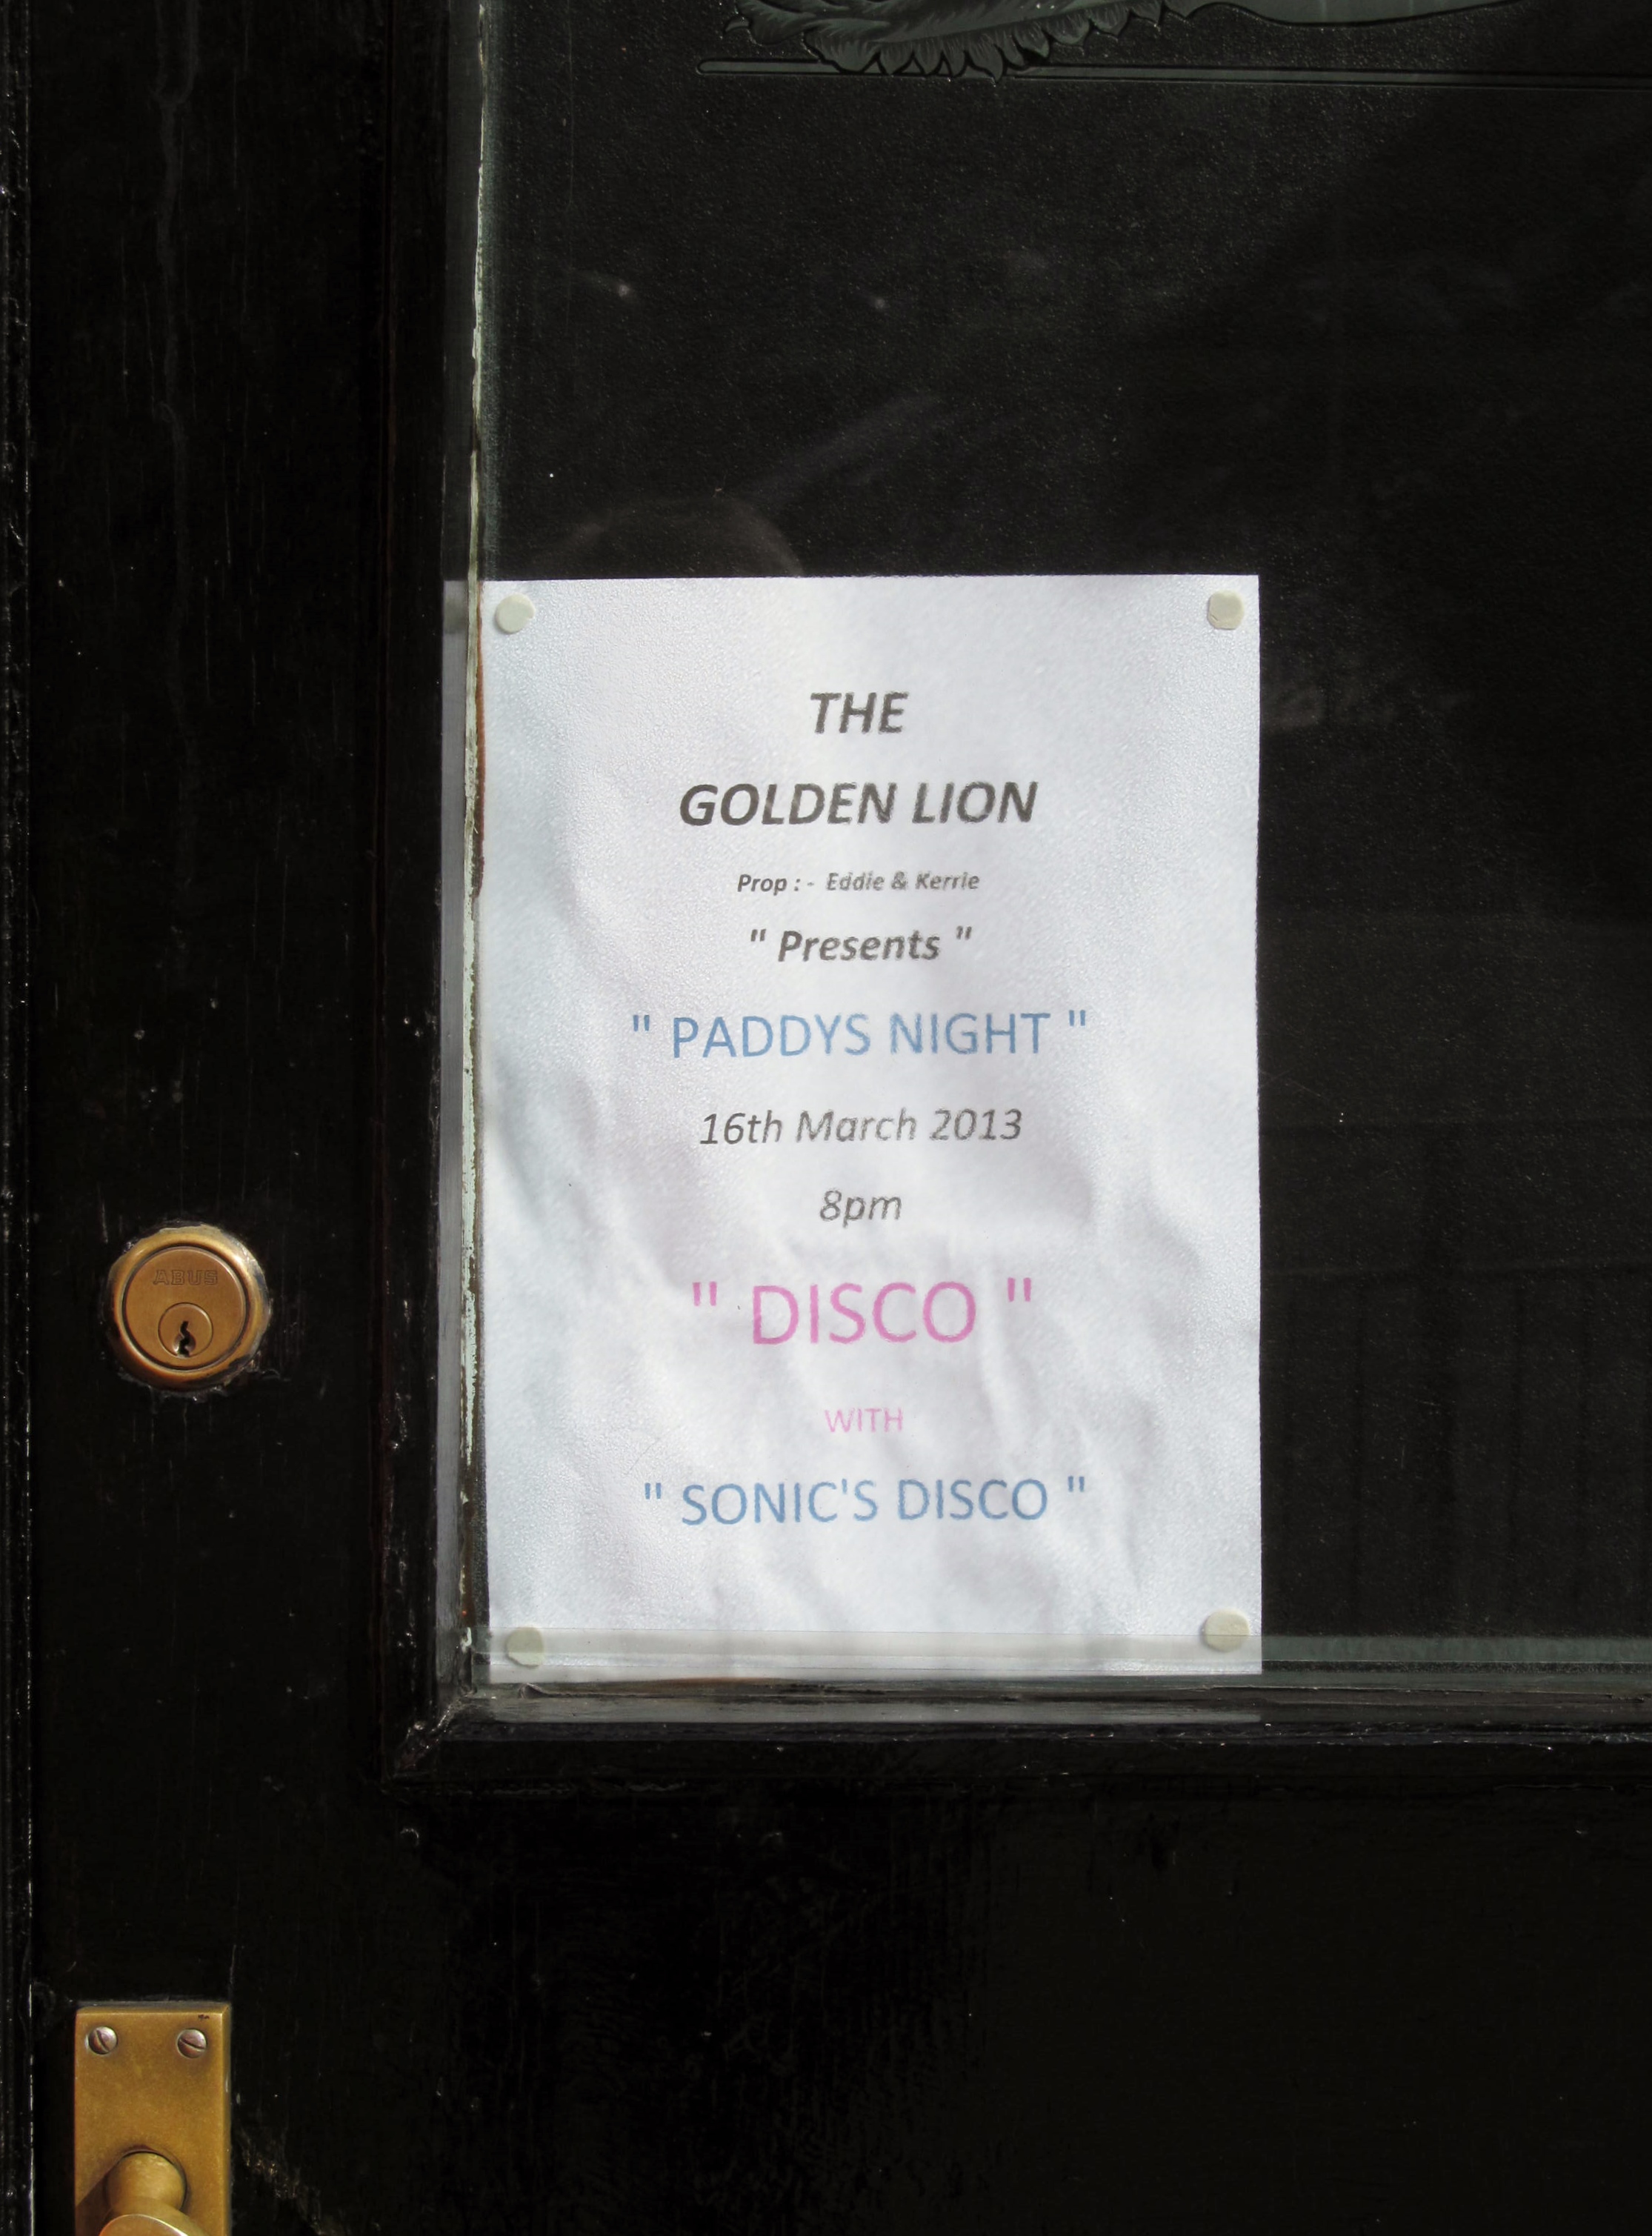 THE
GOLDEN LION
Prop : - Eddie & Kerrie
" Presents "
" PADDYS NIGHT "
16th March 2013
8pm
" DISCO "
WITH
" SONIC'S DISCO "
ABUS